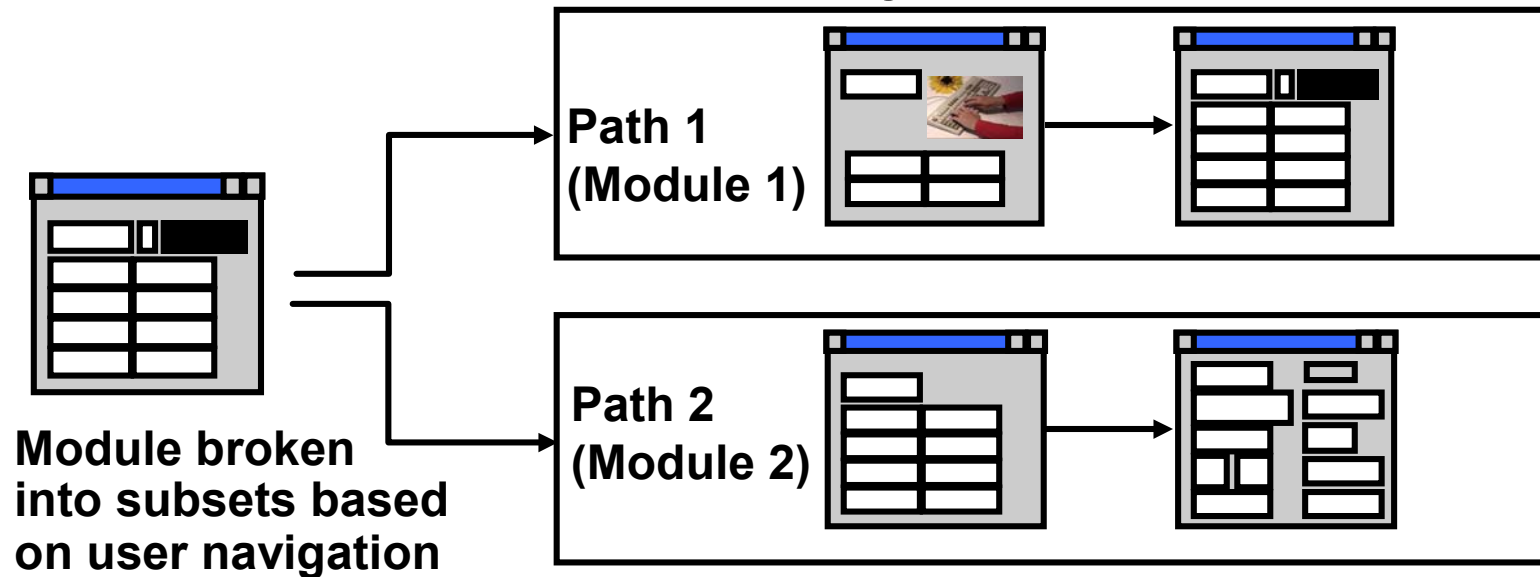 Path 1
(Module 1)
Module broken
into subsets based
on user navigation
Path 2
(Module 2)